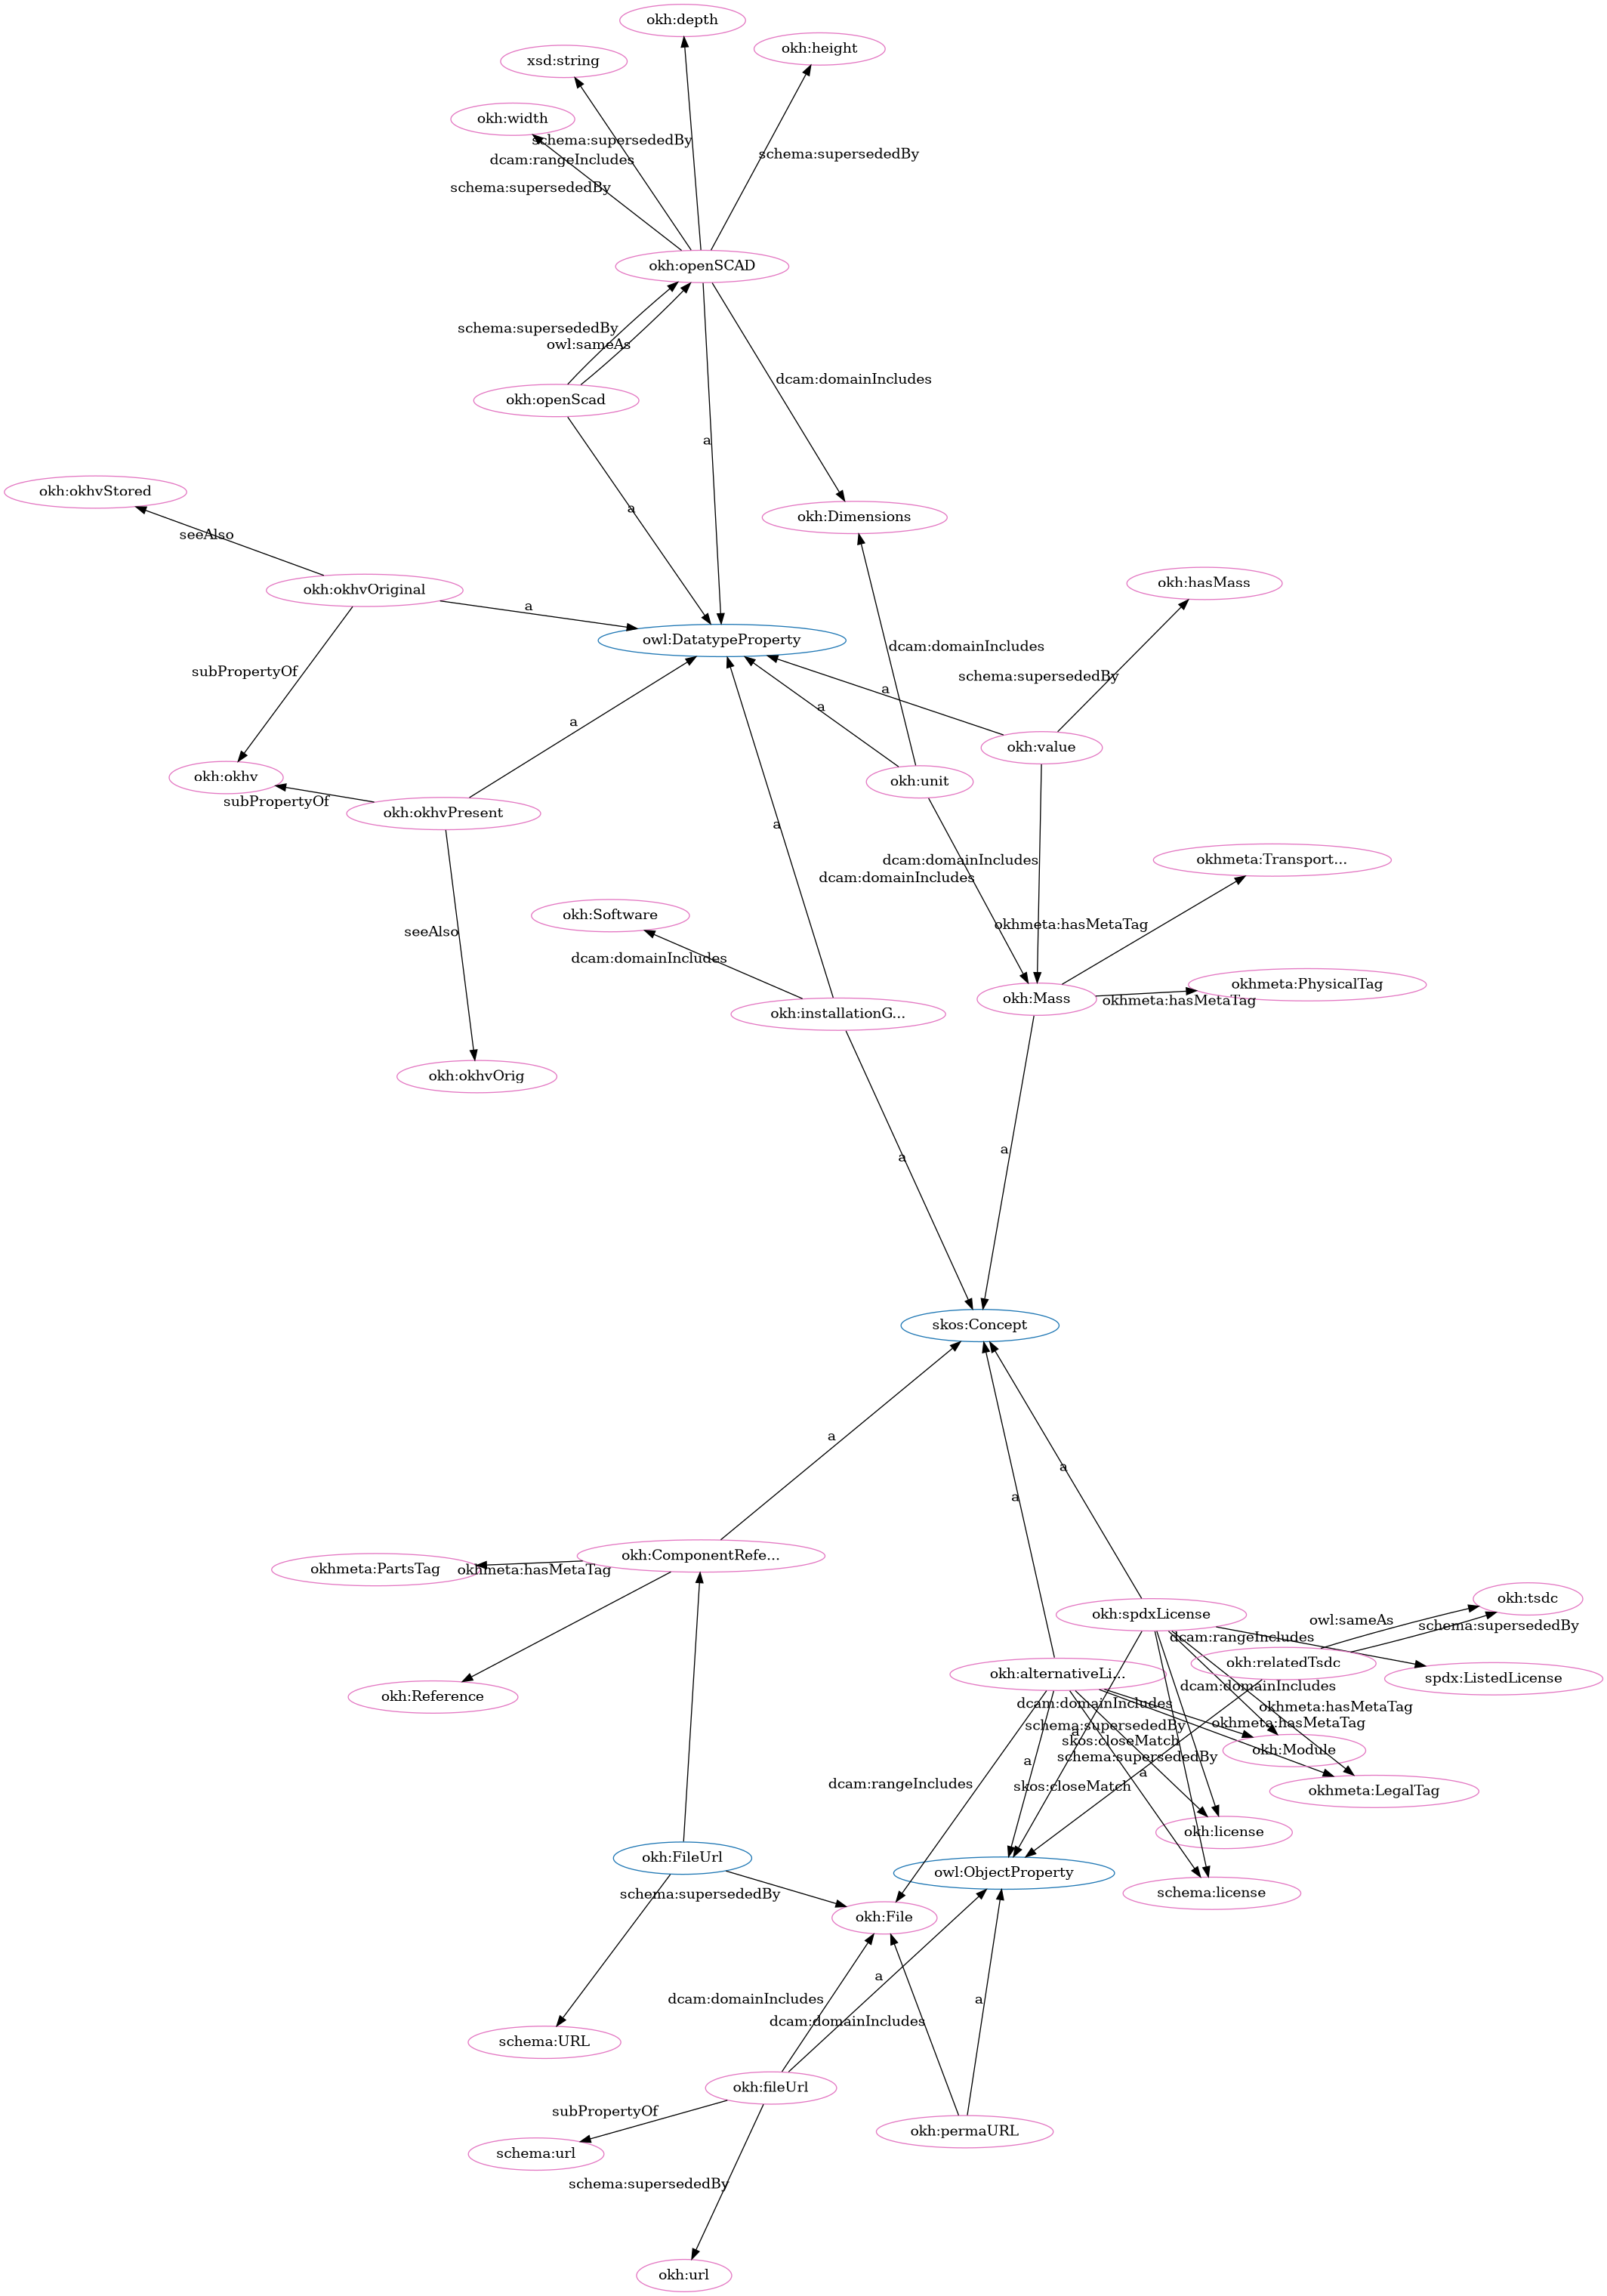 okh:depth
okh:height
xsd:string
okh:width
schema:supersededBy
schema:supersededBy
dcam:rangeIncludes
schema:supersededBy
okh:openSCAD
schema:supersededBy
owl:sameAs
dcam:domainIncludes
okh:openScad
a
okh:okhvStored
a
okh:Dimensions
seeAlso
okh:hasMass
okh:okhvOriginal
a
owl:DatatypeProperty
dcam:domainIncludes
subPropertyOf
schema:supersededBy
a
a
a
okh:value
okh:okhv
okh:unit
subPropertyOf
okh:okhvPresent
a
dcam:domainIncludes
okhmeta:Transport...
dcam:domainIncludes
okh:Software
okhmeta:hasMetaTag
seeAlso
dcam:domainIncludes
okhmeta:PhysicalTag
okh:Mass
okhmeta:hasMetaTag
okh:installationG...
okh:okhvOrig
a
a
skos:Concept
a
a
a
okh:ComponentRefe...
okhmeta:PartsTag
okhmeta:hasMetaTag
okh:tsdc
okh:spdxLicense
owl:sameAs
schema:supersededBy
dcam:rangeIncludes
okh:relatedTsdc
okh:alternativeLi...
spdx:ListedLicense
dcam:domainIncludes
okh:Reference
dcam:domainIncludes
okhmeta:hasMetaTag
okhmeta:hasMetaTag
schema:supersededBy
a
skos:closeMatch
okh:Module
schema:supersededBy
a
a
dcam:rangeIncludes
skos:closeMatch
okhmeta:LegalTag
okh:license
okh:FileUrl
owl:ObjectProperty
schema:supersededBy
schema:license
okh:File
a
dcam:domainIncludes
a
dcam:domainIncludes
schema:URL
okh:fileUrl
subPropertyOf
okh:permaURL
schema:url
schema:supersededBy
okh:url